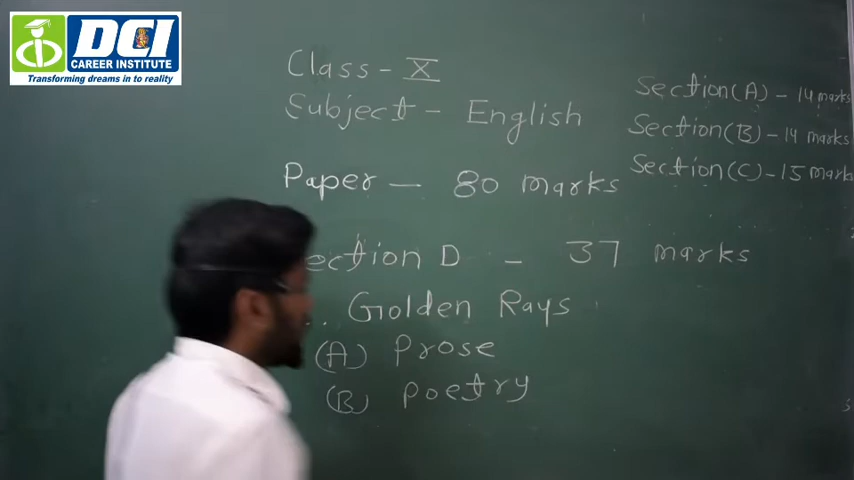 DCI
CAREER INSTITUTE
Transforming dreams in to reality
Class - X
Subject - English
Paper - 80 marks
Section(A) - 14 marks
Section(B) - 14 marks
Section(C) - 15 mark
ection D - 37 marks
Golden Rays
(A) Prose
(B) Poetry